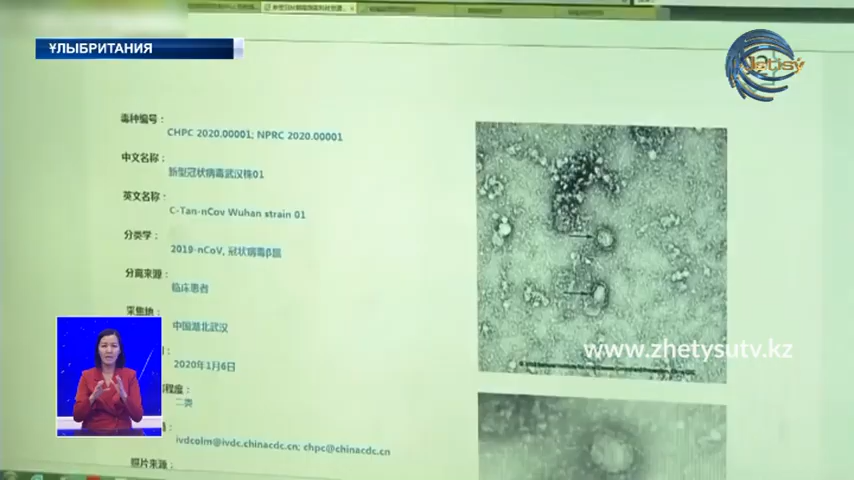 ҰЛЫБРИТАНИЯ
Jetisý
毒种编号：
CHPC 2020.00001; NPRC 2020.00001
中文名称：
新型冠状病毒武汉株01
英文名称：
C-Tan-nCov Wuhan strain 01
分类学：
2019-nCoV, 冠状病毒β属
分离来源：
临床患者
采集地：
中国湖北武汉
2020年1月6日
程度：
二类
ivdcolm@ivdc.chinacdc.cn; chpc@chinacdc.cn
照片来源：
www.zhetysutv.kz